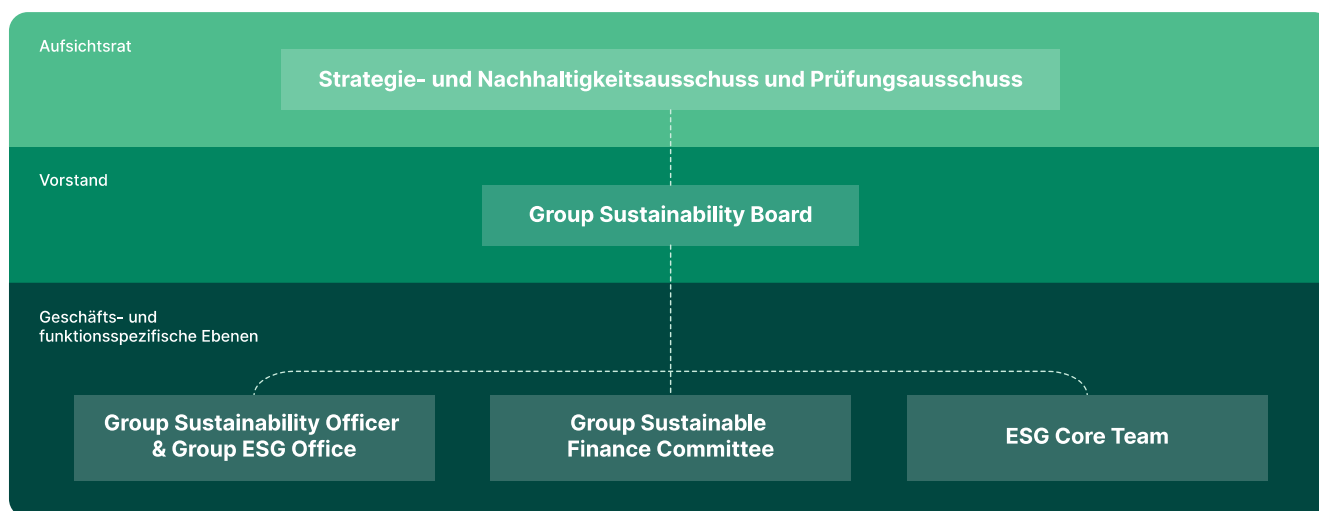 Aufsichtsrat
Strategie- und Nachhaltigkeitsausschuss und Prüfungsausschuss
Vorstand
Group Sustainability Board
Geschäfts- und
funktionsspezifische Ebenen
Group Sustainability Officer
& Group ESG Office
Group Sustainable
Finance Committee
ESG Core Team